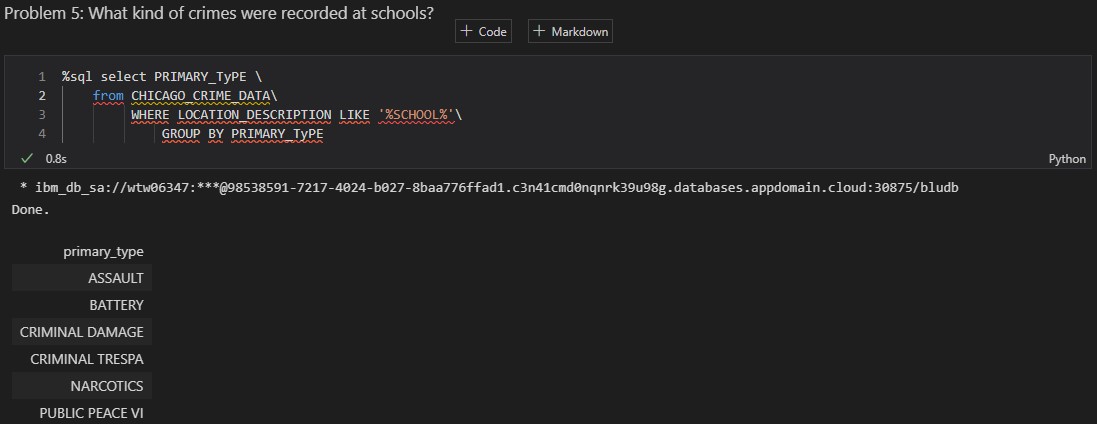 Problem 5: What kind of crimes were recorded at schools?
+ Code + Markdown
1 %sql select PRIMARY_TyPE \
2 from CHICAGO_CRIME_DATA\
3 WHERE LOCATION_DESCRIPTION LIKE '%SCHOOL%'\
4 GROUP BY PRIMARY_TyPE
✓ 0.8s Python
* ibm_db_sa://wtw06347:***@98538591-7217-4024-b027-8baa776ffad1.c3n41cmd0nqnrk39u98g.databases.appdomain.cloud:30875/bludb
Done.
primary_type
ASSAULT
BATTERY
CRIMINAL DAMAGE
CRIMINAL TRESPA
NARCOTICS
PUBLIC PEACE VI